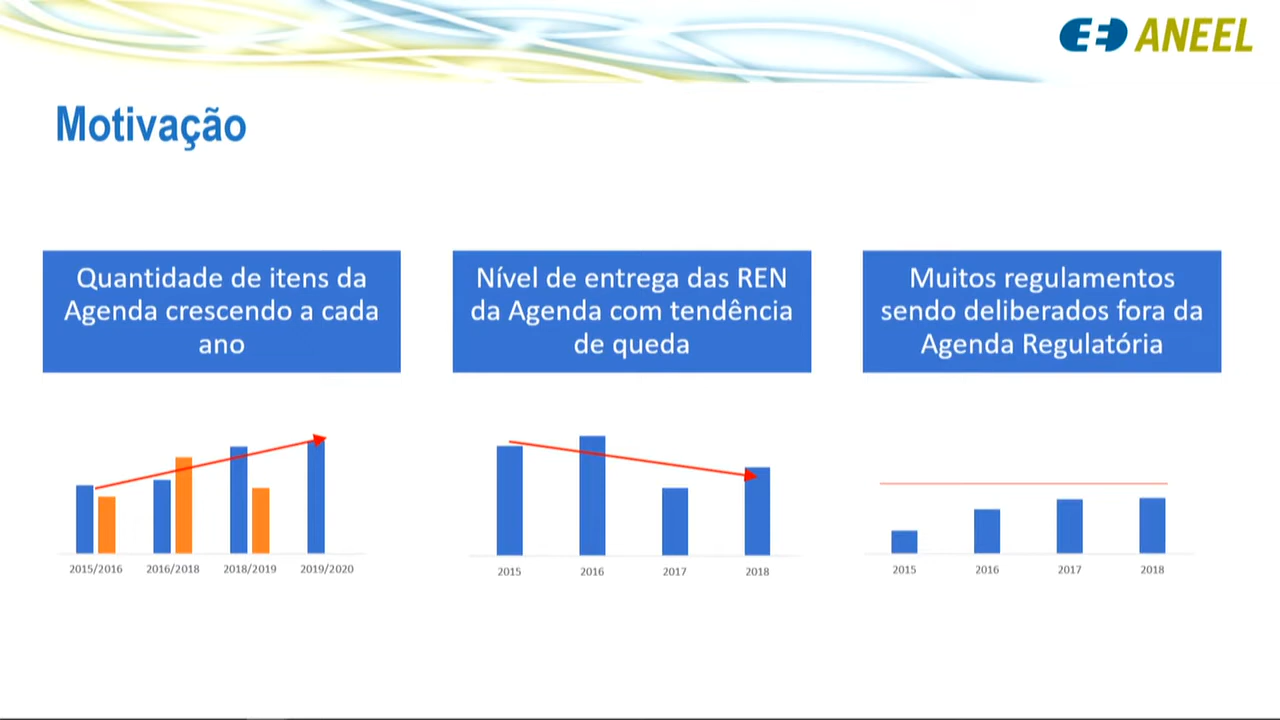 ANEEL
Motivação
Quantidade de itens da
Agenda crescendo a cada
ano
Nível de entrega das REN
da Agenda com tendência
de queda
Muitos regulamentos
sendo deliberados fora da
Agenda Regulatória
2015/2016 2016/2018 2018/2019 2019/2020
2015 2016 2017 2018
2015 2016 2017 2018